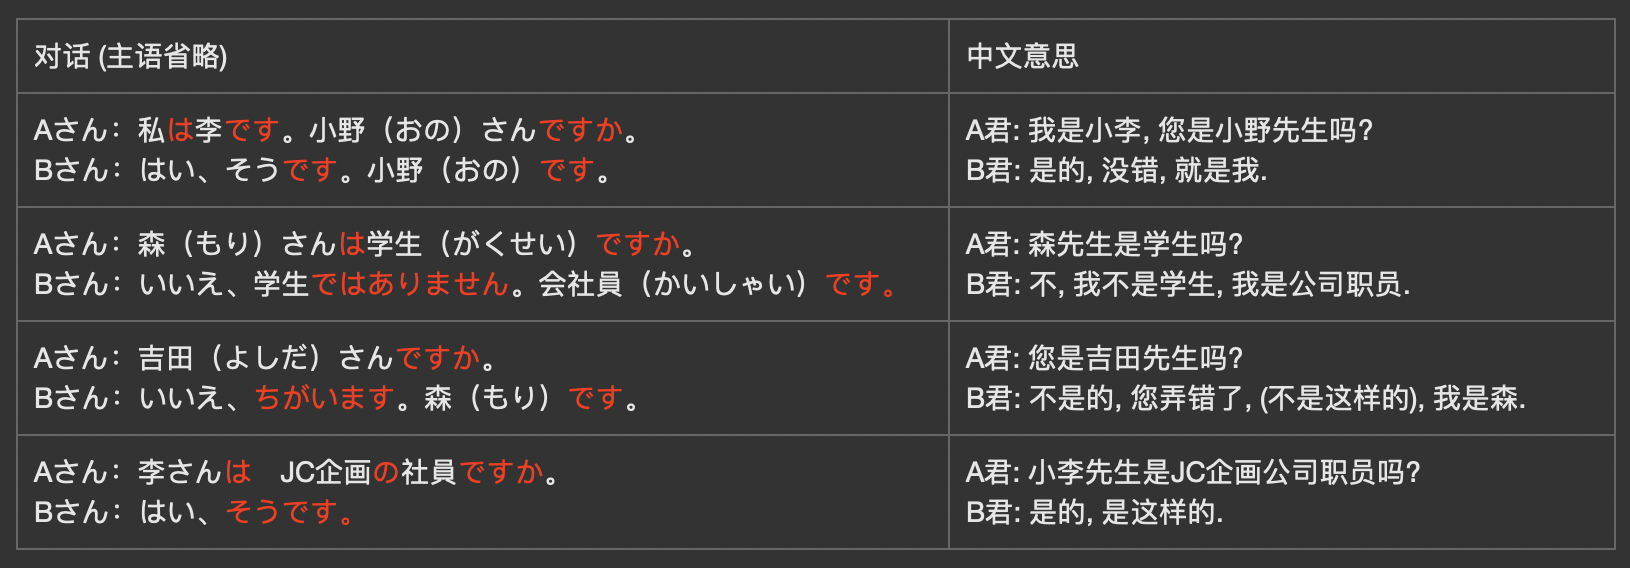 对话 (主语省略)
中文意思
Aさん：私は李です。小野（おの）さんですか。
Bさん：はい、そうです。小野（おの）です。
A君: 我是小李, 您是小野先生吗?
B君: 是的, 没错, 就是我.
Aさん：森（もり）さんは学生（がくせい）ですか。
Bさん：いいえ、学生ではありません。会社員（かいしゃい）です。
A君: 森先生是学生吗?
B君: 不, 我不是学生, 我是公司职员.
Aさん：吉田（よしだ）さんですか。
Bさん：いいえ、ちがいます。森（もり）です。
A君: 您是吉田先生吗?
B君: 不是的, 您弄错了, (不是这样的), 我是森.
Aさん：李さんは　JC企画の社員ですか。
Bさん：はい、そうです。
A君: 小李先生是JC企画公司职员吗?
B君: 是的, 是这样的.